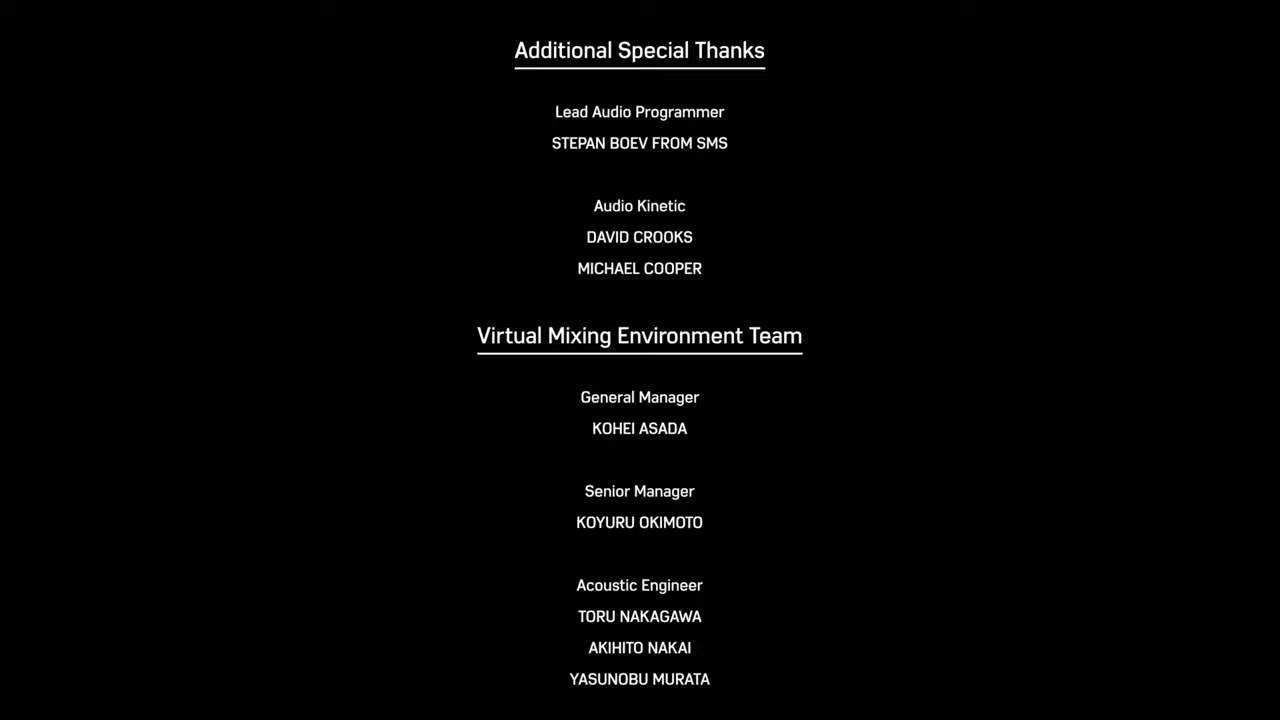 Additional Special Thanks
Lead Audio Programmer
STEPAN BOEV FROM SMS
Audio Kinetic
DAVID CROOKS
MICHAEL COOPER
Virtual Mixing Environment Team
General Manager
KOHEI ASADA
Senior Manager
KOYURU OKIMOTO
Acoustic Engineer
TORU NAKAGAWA
AKIHITO NAKAI
YASUNOBU MURATA